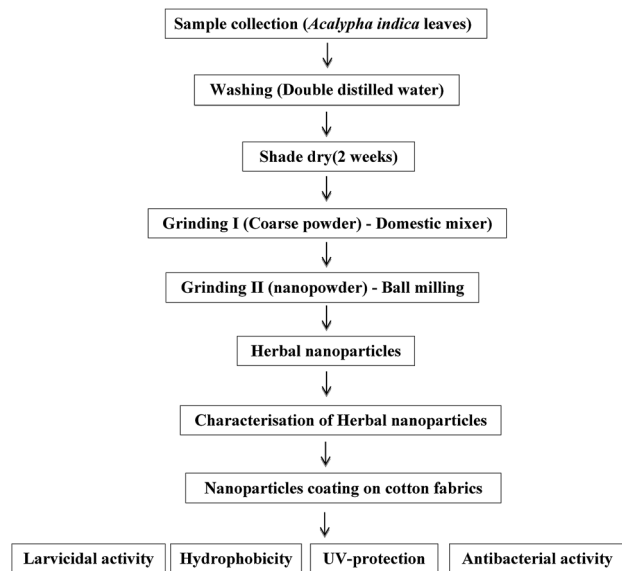 Sample collection (Acalypha indica leaves)
Washing (Double distilled water)
Shade dry(2 weeks)
Grinding I (Coarse powder) - Domestic mixer)
Grinding II (nanopowder) - Ball milling
Herbal nanoparticles
Characterisation of Herbal nanoparticles
Nanoparticles coating on cotton fabrics
Larvicidal activity Hydrophobicity UV-protection Antibacterial activity